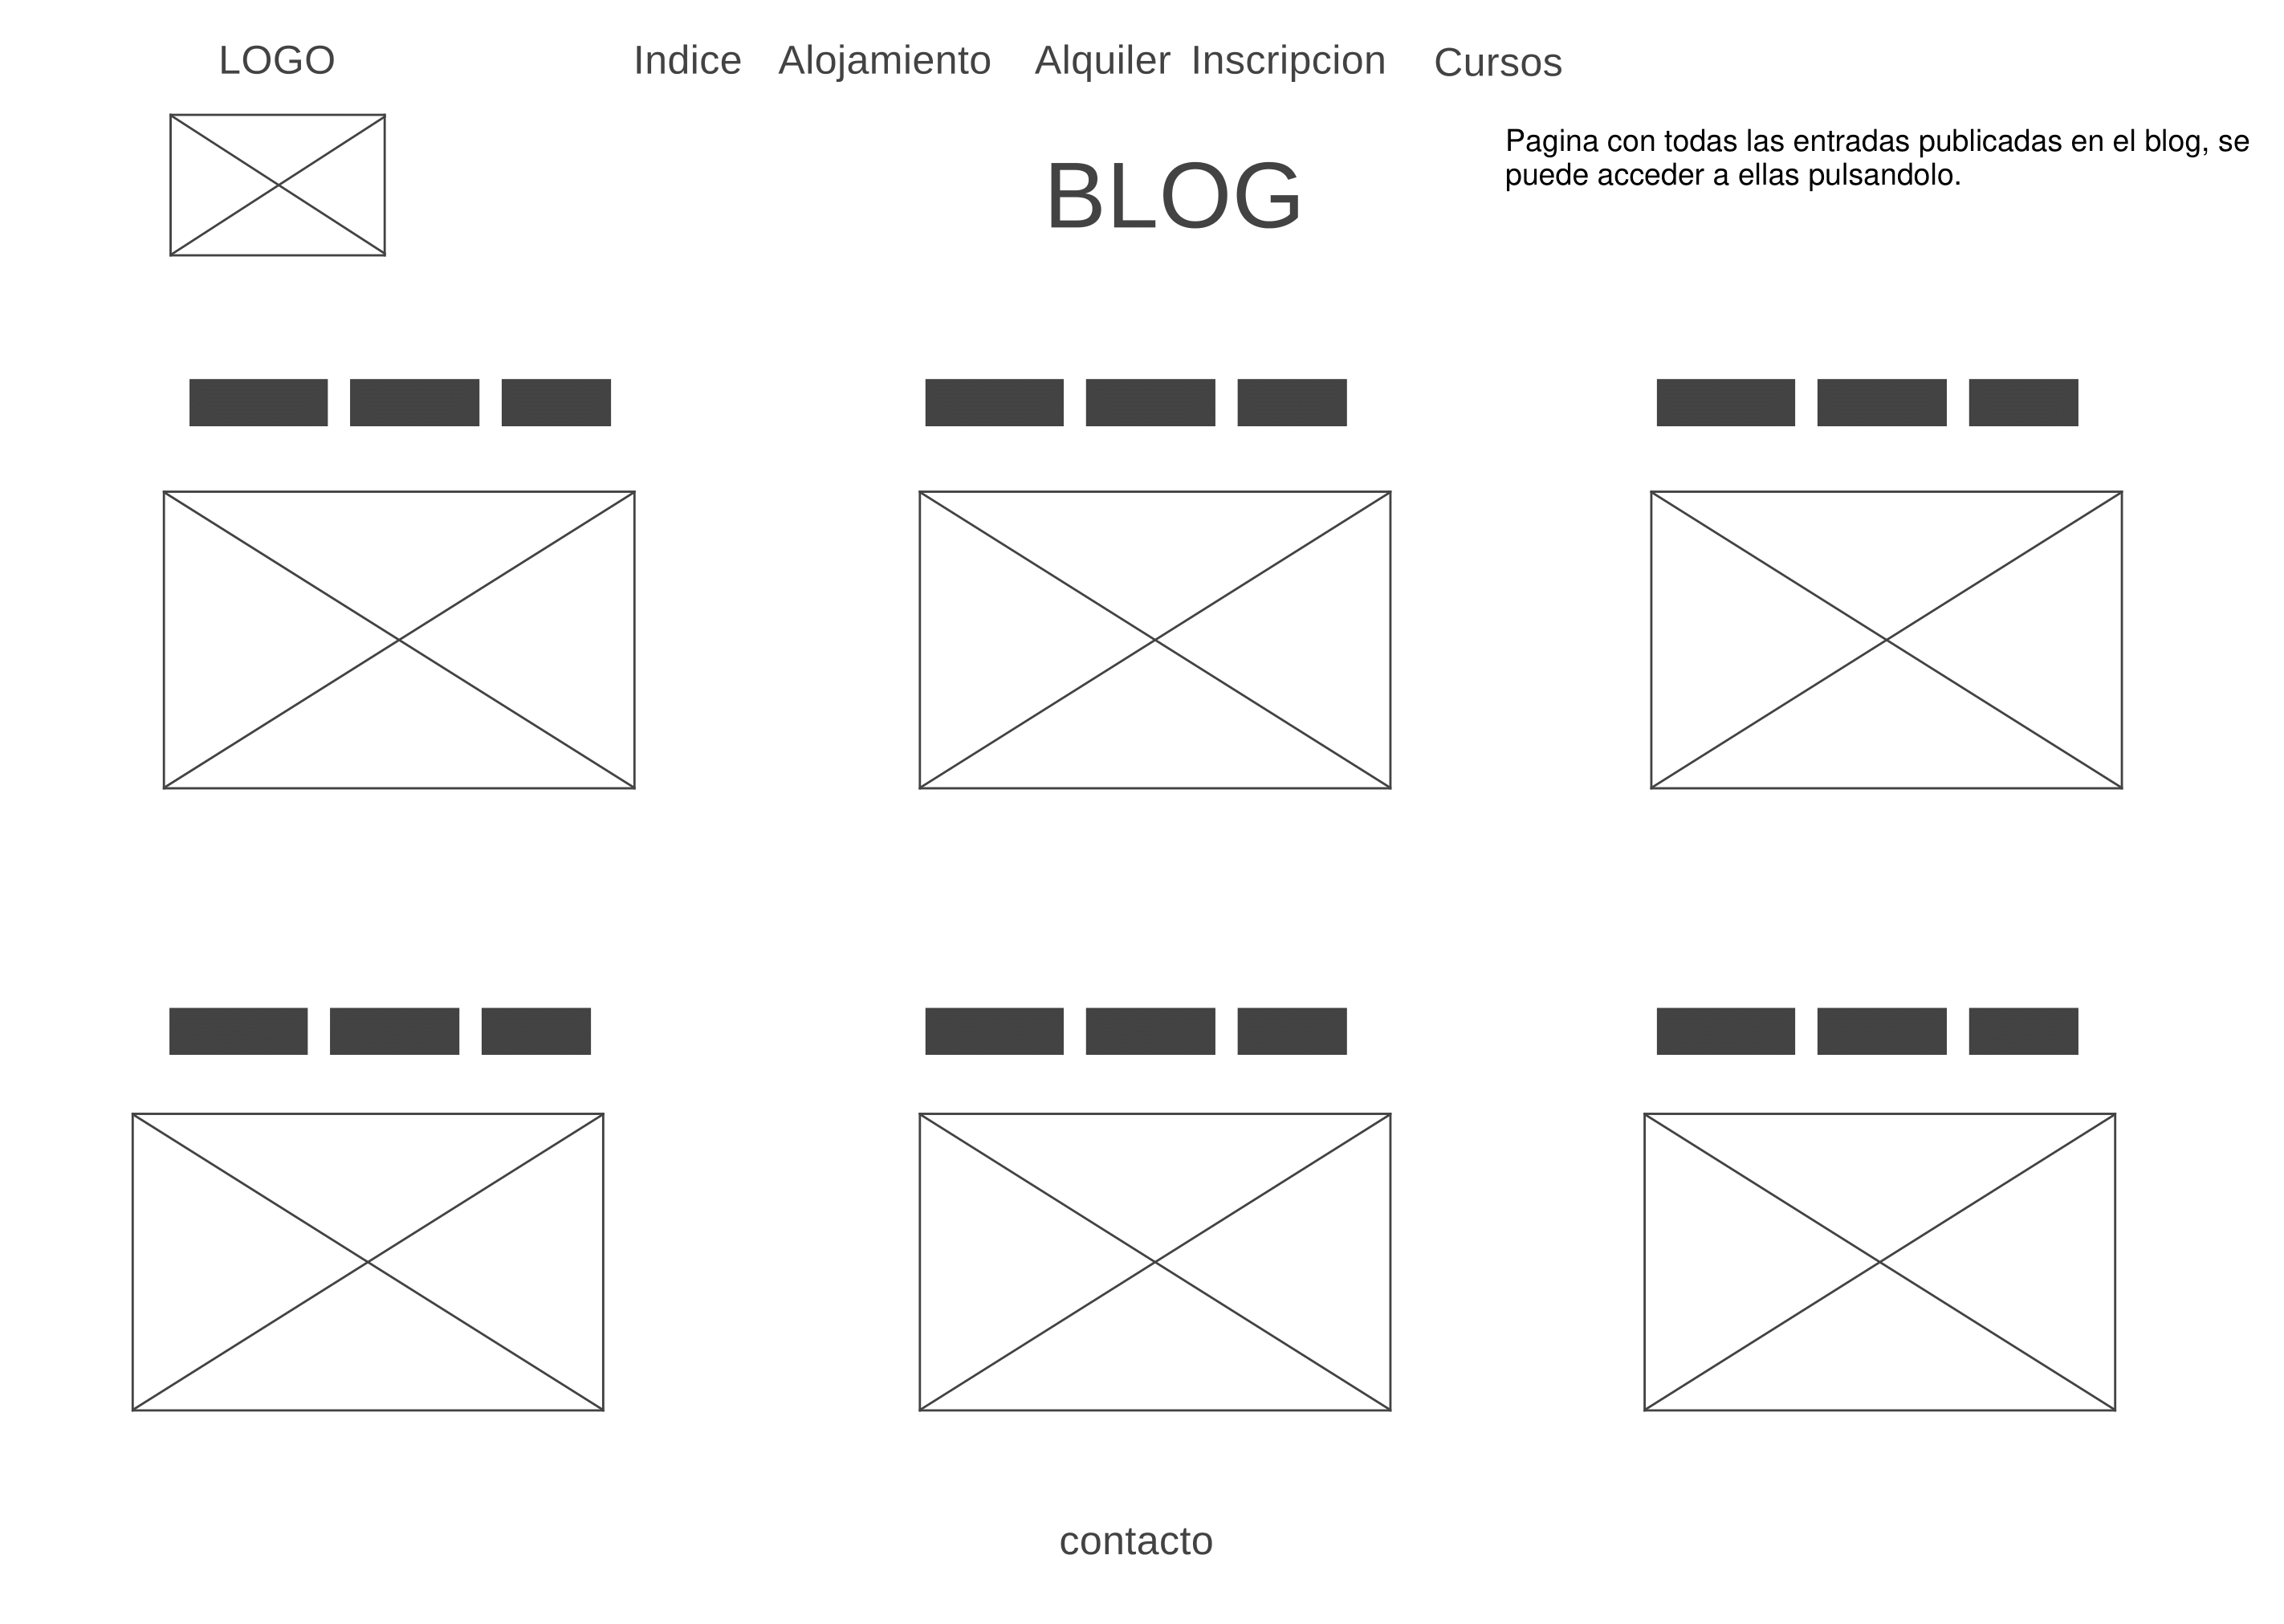 LOGO
Indice Alojamiento Alquiler Inscripcion Cursos
BLOG
Pagina con todas las entradas publicadas en el blog, se
puede acceder a ellas pulsandolo.
contacto